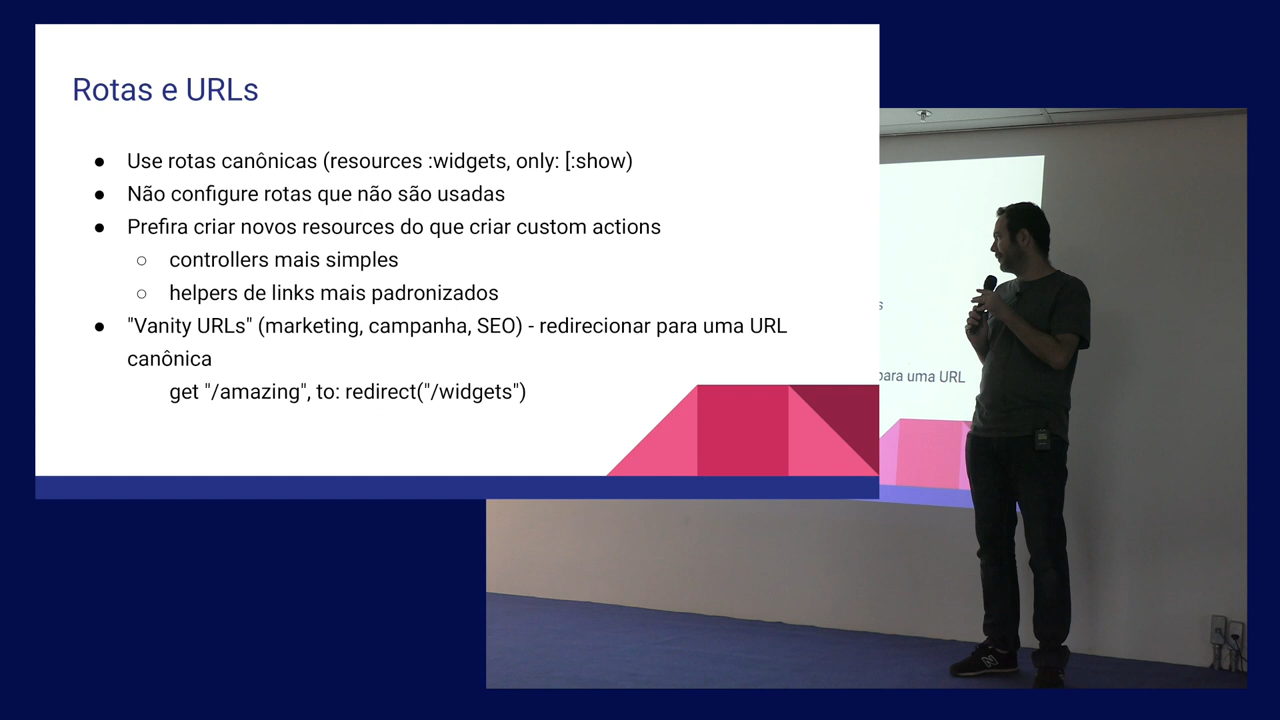 Rotas e URLs
● Use rotas canônicas (resources :widgets, only: [:show)
● Não configure rotas que não são usadas
● Prefira criar novos resources do que criar custom actions
○ controllers mais simples
○ helpers de links mais padronizados
● "Vanity URLs" (marketing, campanha, SEO) - redirecionar para uma URL
canônica
get "/amazing", to: redirect("/widgets")
s
para uma URL
N